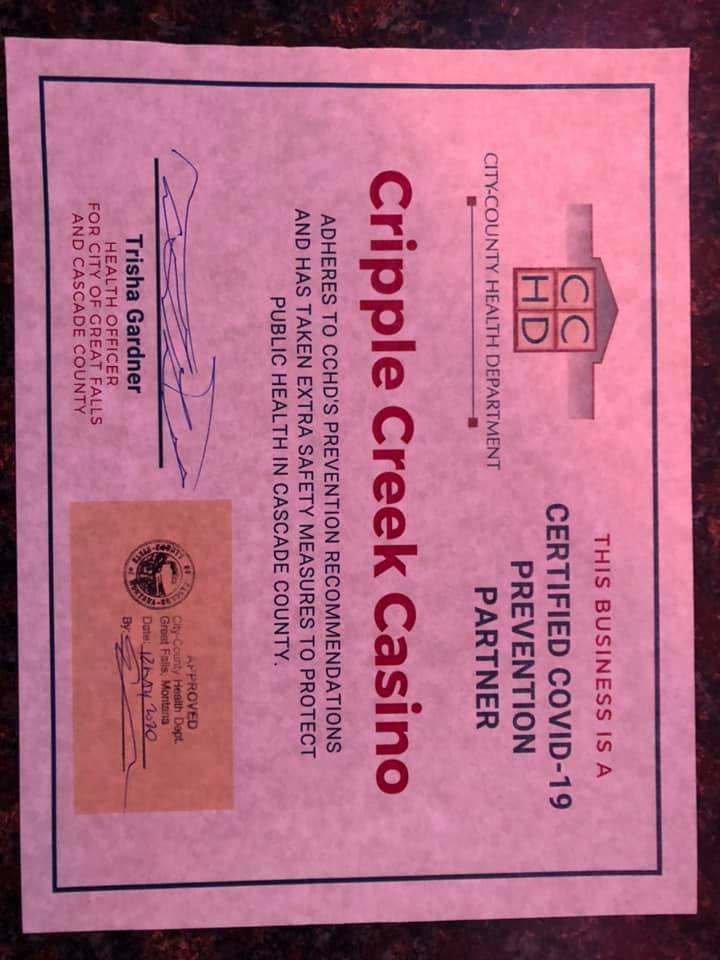 CC
HD
CITY-COUNTY HEALTH DEPARTMENT
THIS BUSINESS IS A
CERTIFIED COVID-19
PREVENTION
PARTNER
Cripple Creek Casino
ADHERES TO CCHD'S PREVENTION RECOMMENDATIONS
AND HAS TAKEN EXTRA SAFETY MEASURES TO PROTECT
PUBLIC HEALTH IN CASCADE COUNTY.
Trisha Gardner
HEALTH OFFICER
FOR CITY OF GREAT FALLS
AND CASCADE COUNTY
APPROVED
City-County Health Dept.
Great Falls, Montana
Date: 12 May 2020
By: